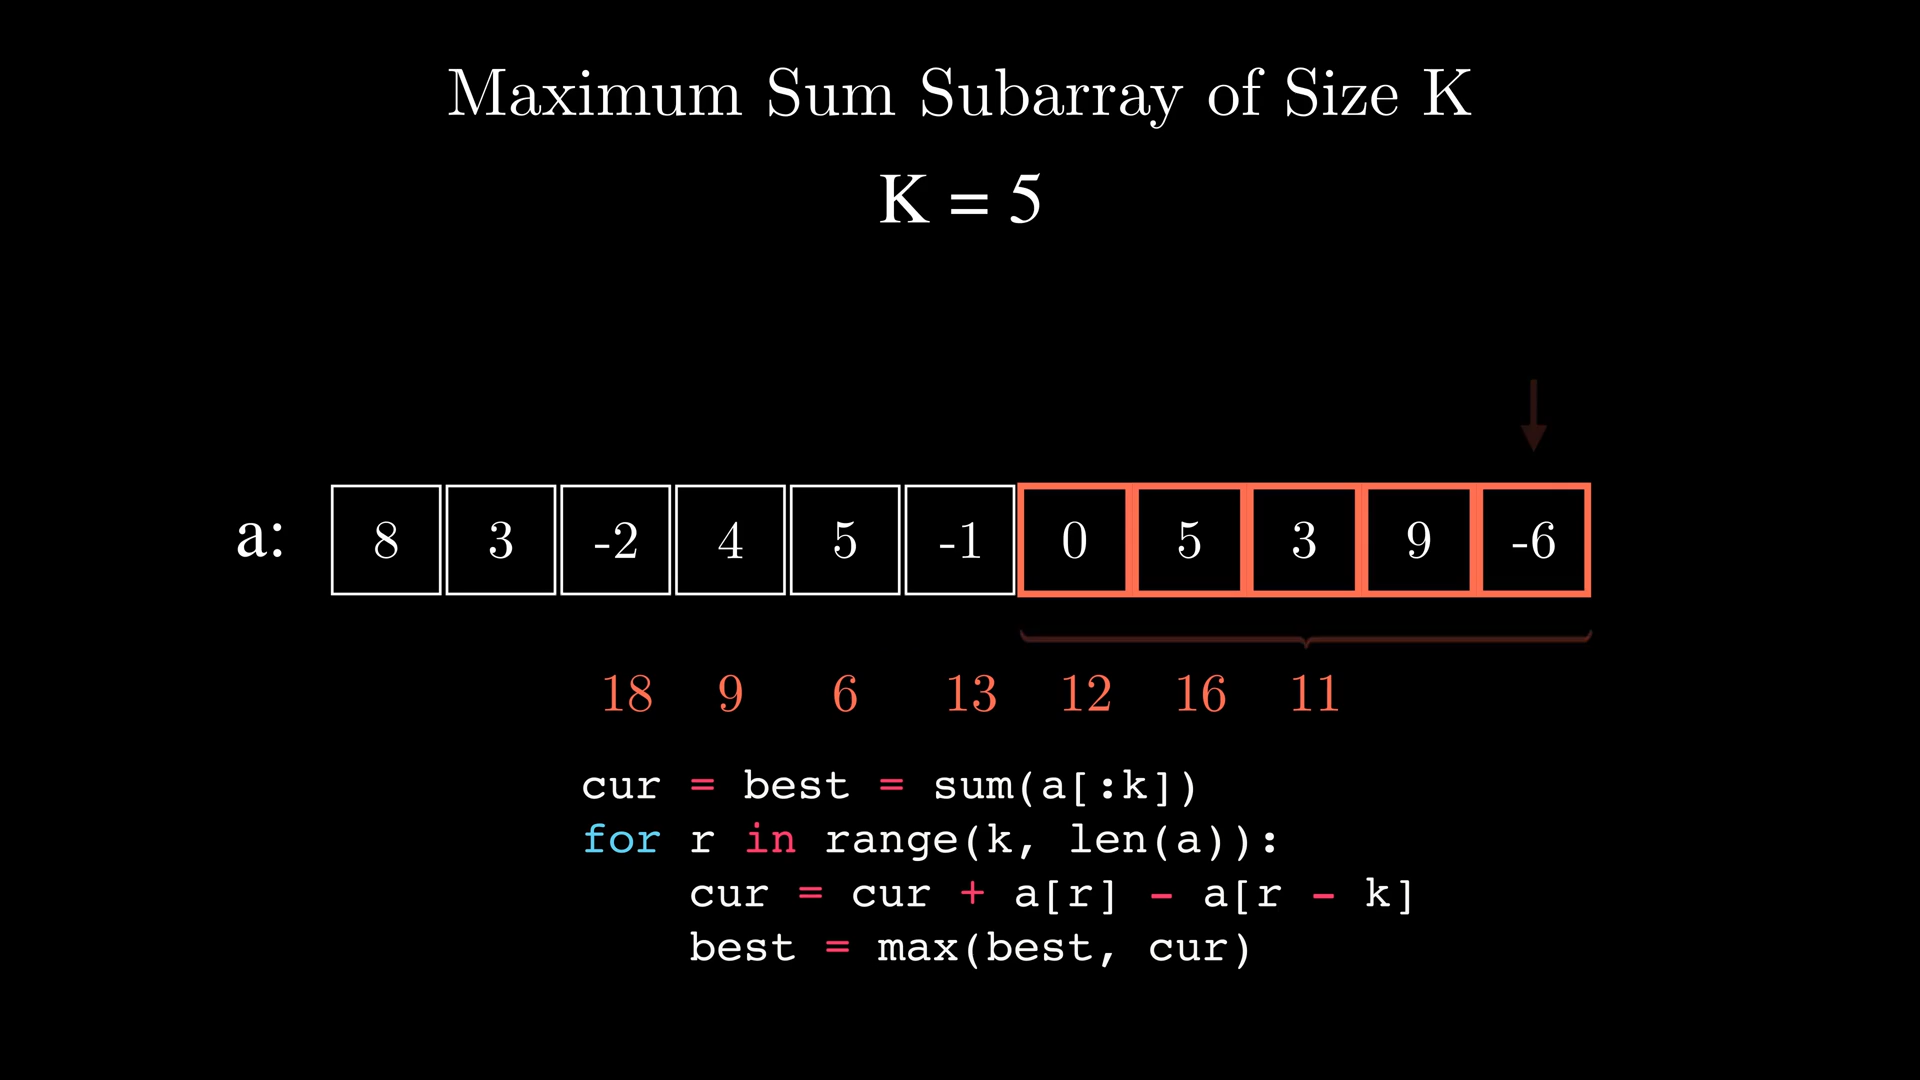 Maximum Sum Subarray of Size K
K = 5
a: 8 3 -2 4 5 -1 0 5 3 9 -6
18 9 6 13 12 16 11
cur = best = sum(a[:k])
for r in range(k, len(a)):
    cur = cur + a[r] - a[r - k]
    best = max(best, cur)